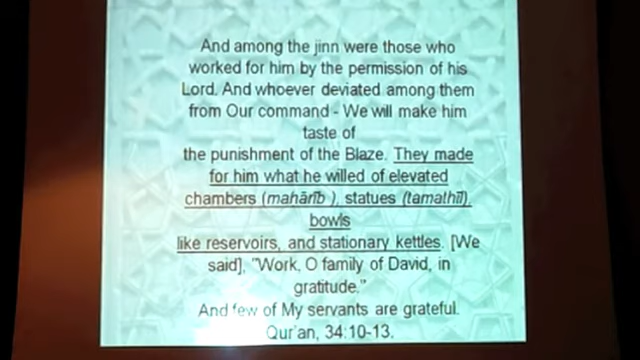 And among the jinn were those who
worked for him by the permission of his
Lord. And whoever deviated among them
from Our command - We will make him
taste of
the punishment of the Blaze. They made
for him what he willed of elevated
chambers (mahārīb ), statues (tamathīl),
bowls
like reservoirs, and stationary kettles. [We
said], "Work, O family of David, in
gratitude."
And few of My servants are grateful.
Qur'an, 34:10-13.